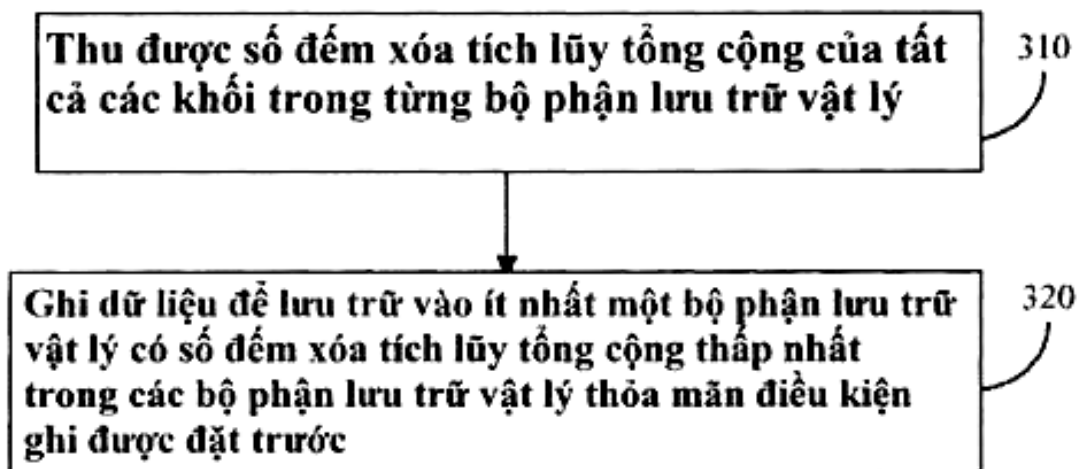 Thu được số đếm xóa tích lũy tổng cộng của tất
cả các khối trong từng bộ phận lưu trữ vật lý
310
Ghi dữ liệu để lưu trữ vào ít nhất một bộ phận lưu trữ
vật lý có số đếm xóa tích lũy tổng cộng thấp nhất
trong các bộ phận lưu trữ vật lý thỏa mãn điều kiện
ghi được đặt trước
320